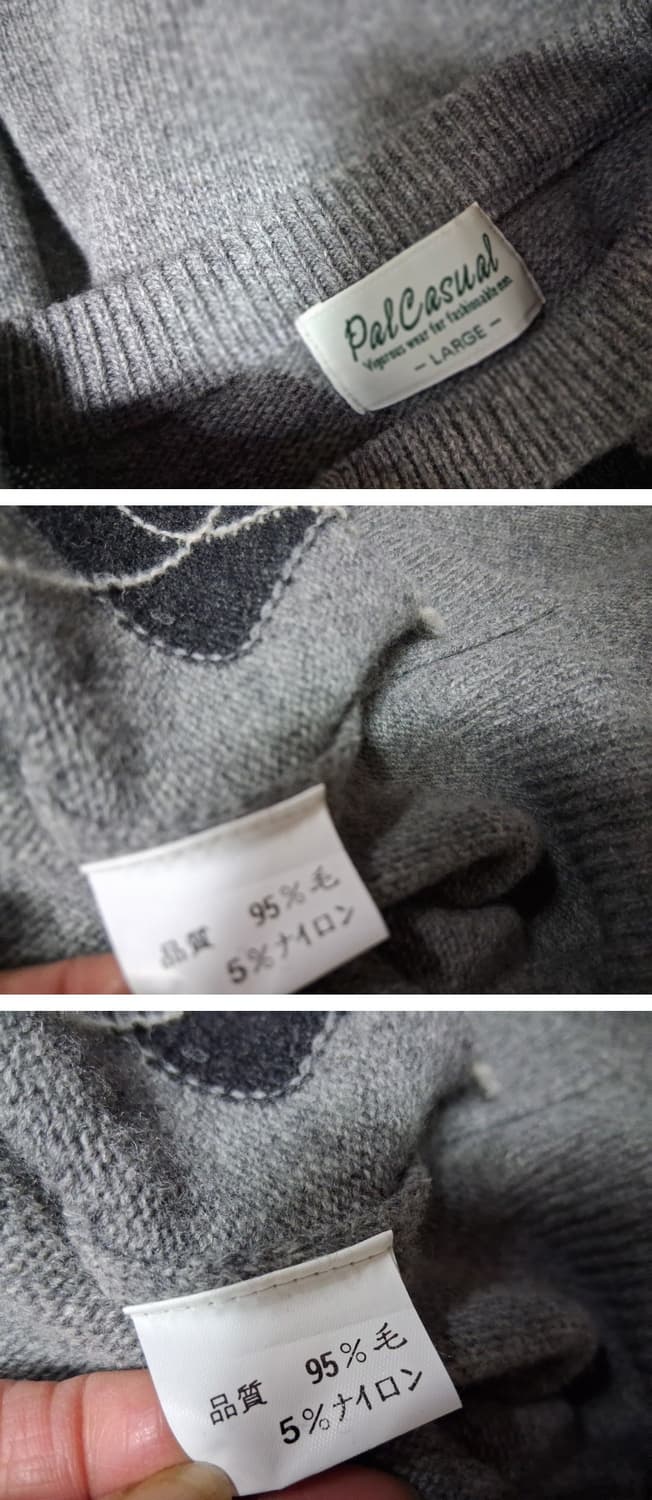 PalCasual
Vigorous wear for fashionable men.
– LARGE –
品質 95% 毛
5% ナイロン
品質 95% 毛
5% ナイロン